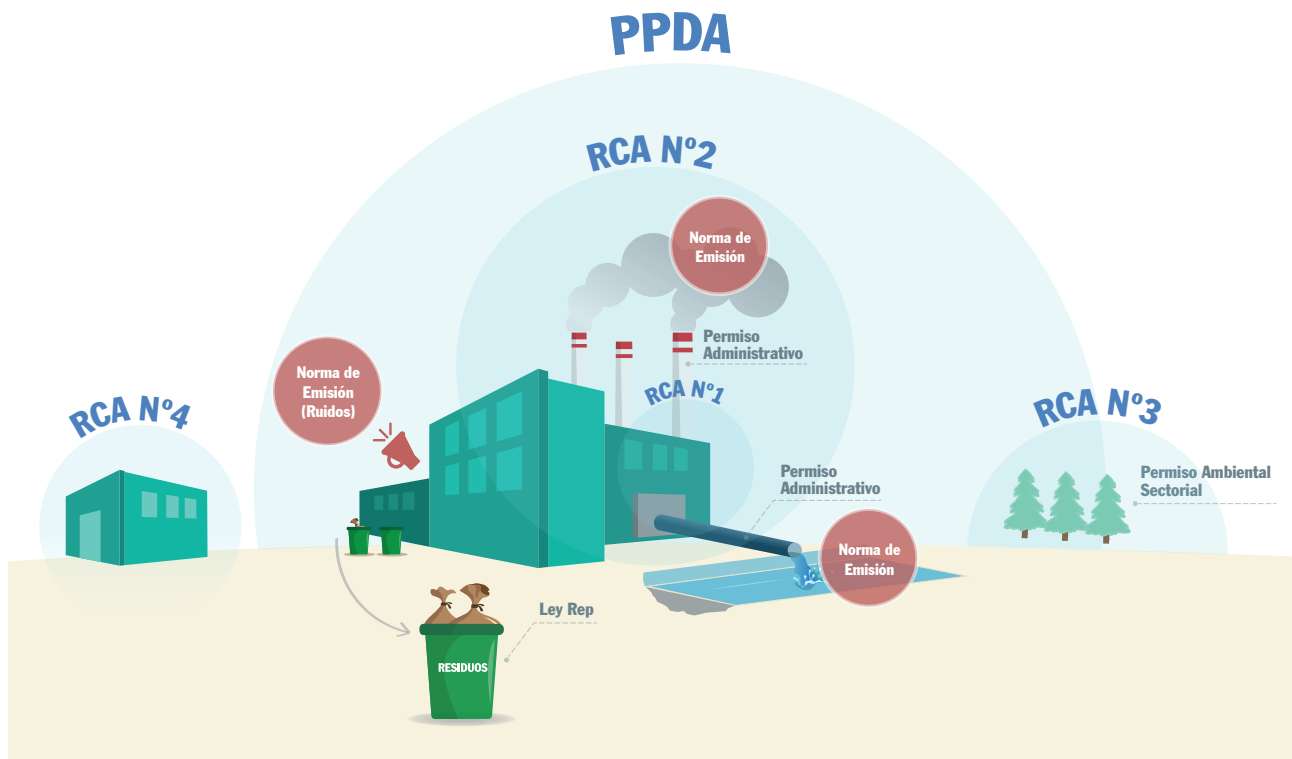 PPDA
RCA Nº2
Norma de
Emisión
Permiso
Administrativo
RCA Nº1
Norma de
Emisión
(Ruidos)
RCA Nº4
RCA Nº3
Permiso Ambiental
Sectorial
Permiso
Administrativo
Norma de
Emisión
Ley Rep
RESIDUOS